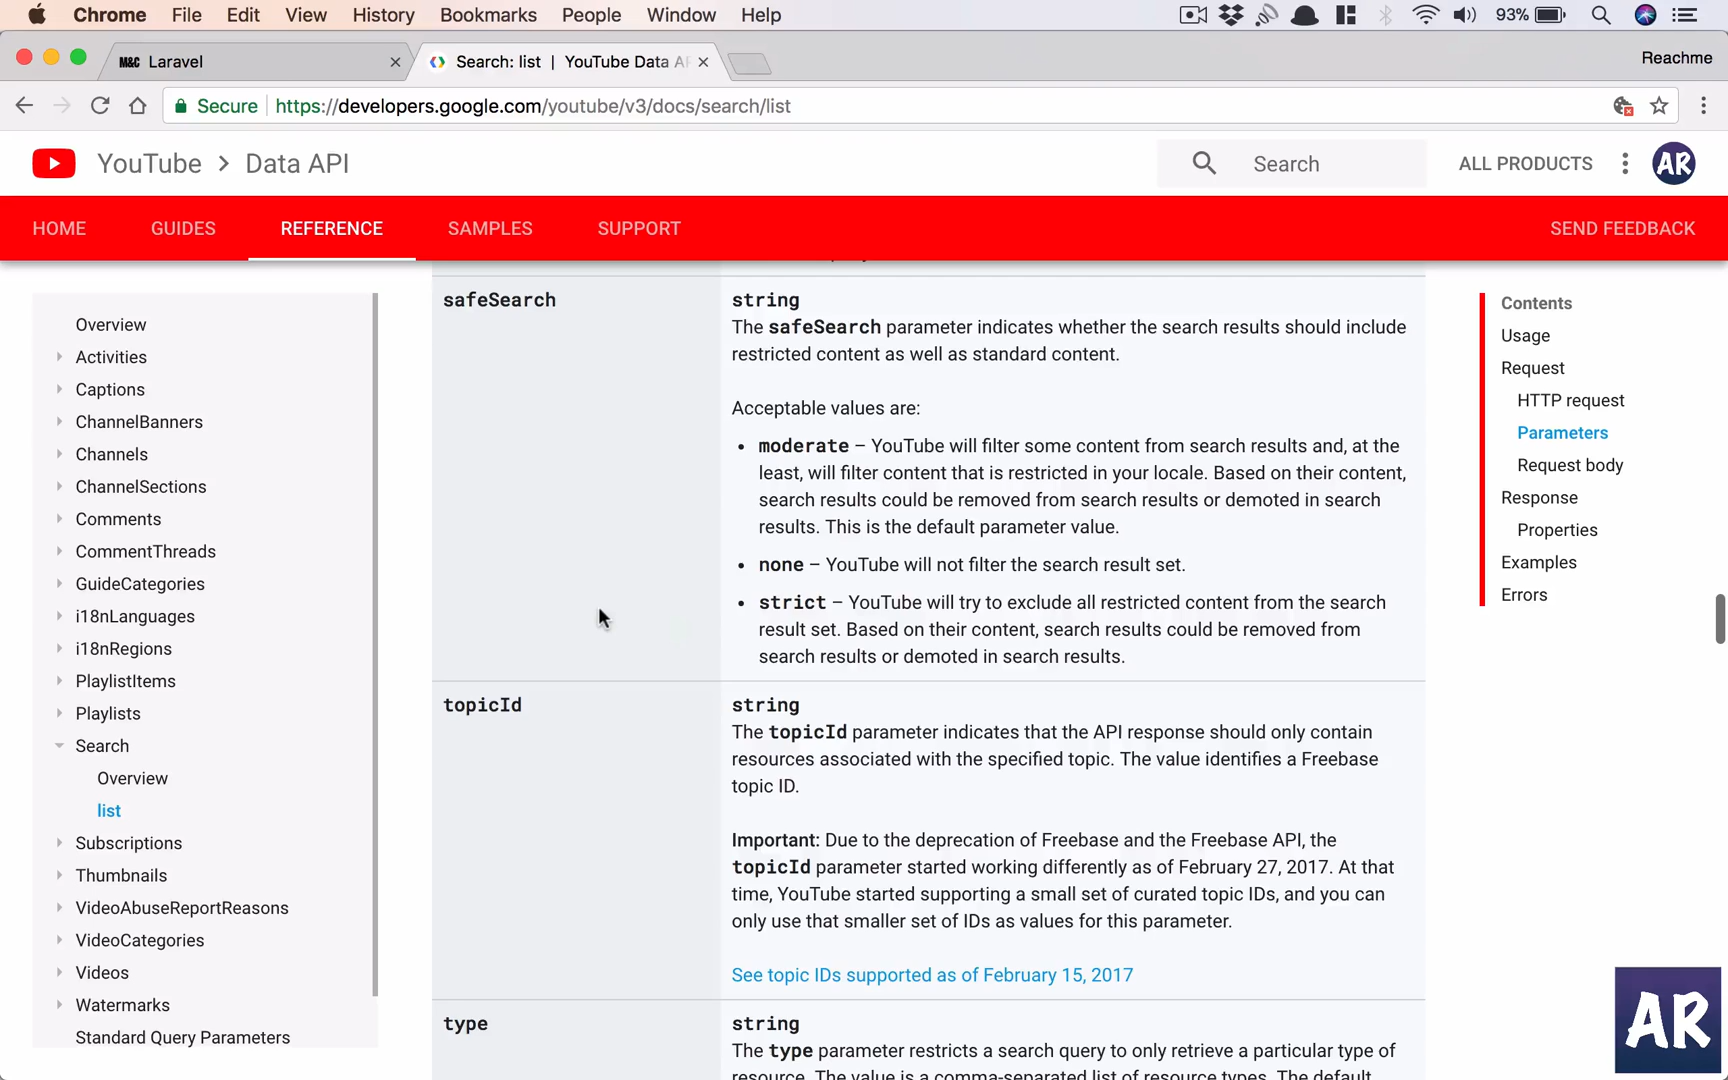 Chrome File Edit View History Bookmarks People Window Help 93%
M&C Laravel Search: list | YouTube Data AP Reachme
Secure https://developers.google.com/youtube/v3/docs/search/list
YouTube > Data API Search ALL PRODUCTS AR
HOME GUIDES REFERENCE SAMPLES SUPPORT SEND FEEDBACK
Overview
Activities
Captions
ChannelBanners
Channels
ChannelSections
Comments
CommentThreads
GuideCategories
i18nLanguages
i18nRegions
PlaylistItems
Playlists
Search
Overview
list
Subscriptions
Thumbnails
VideoAbuseReportReasons
VideoCategories
Videos
Watermarks
Standard Query Parameters
safeSearch string
The safeSearch parameter indicates whether the search results should include
restricted content as well as standard content.
Acceptable values are:
• moderate – YouTube will filter some content from search results and, at the
least, will filter content that is restricted in your locale. Based on their content,
search results could be removed from search results or demoted in search
results. This is the default parameter value.
• none – YouTube will not filter the search result set.
• strict – YouTube will try to exclude all restricted content from the search
result set. Based on their content, search results could be removed from
search results or demoted in search results.
topicId string
The topicId parameter indicates that the API response should only contain
resources associated with the specified topic. The value identifies a Freebase
topic ID.
Important: Due to the deprecation of Freebase and the Freebase API, the
topicId parameter started working differently as of February 27, 2017. At that
time, YouTube started supporting a small set of curated topic IDs, and you can
only use that smaller set of IDs as values for this parameter.
See topic IDs supported as of February 15, 2017
type string
The type parameter restricts a search query to only retrieve a particular type of
resource. The value is a comma-separated list of resource types. The default
Contents
Usage
Request
HTTP request
Parameters
Request body
Response
Properties
Examples
Errors
AR